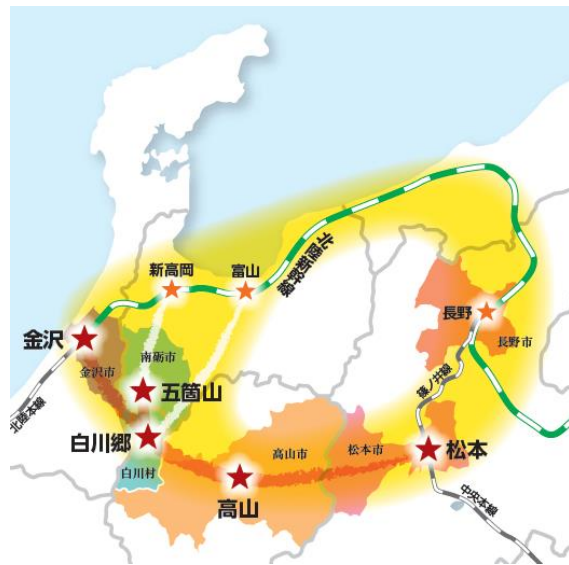 新高岡
富山
北陸新幹線
金沢
金沢市
南砺市
五箇山
長野
長野市
北陸本線
白川郷
白川村
高山市
高山
松本市
松本
篠ノ井線
中央本線